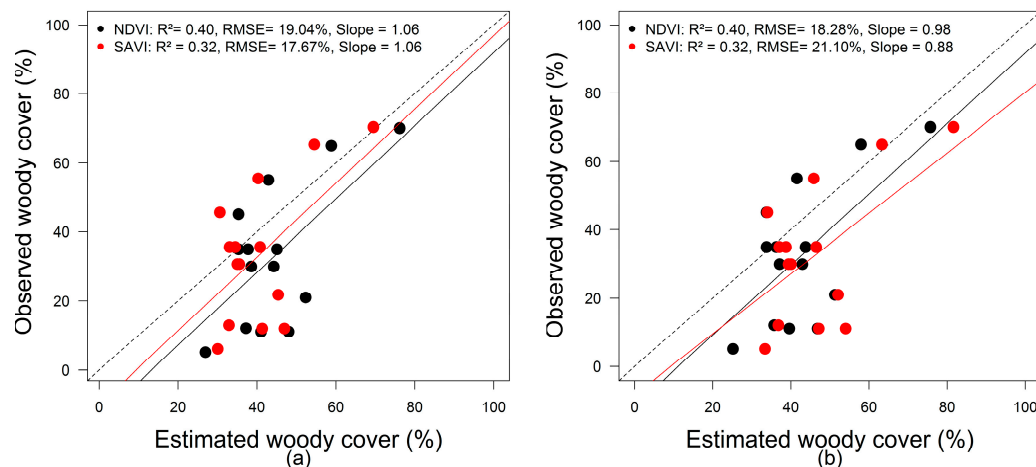 NDVI: R²= 0.40, RMSE= 19.04%, Slope = 1.06
SAVI: R² = 0.32, RMSE= 17.67%, Slope = 1.06
Observed woody cover (%)
100
80
60
40
20
0
0 20 40 60 80 100
Estimated woody cover (%)
(a)
NDVI: R²= 0.40, RMSE= 18.28%, Slope = 0.98
SAVI: R² = 0.32, RMSE= 21.10%, Slope = 0.88
Observed woody cover (%)
100
80
60
40
20
0
0 20 40 60 80 100
Estimated woody cover (%)
(b)